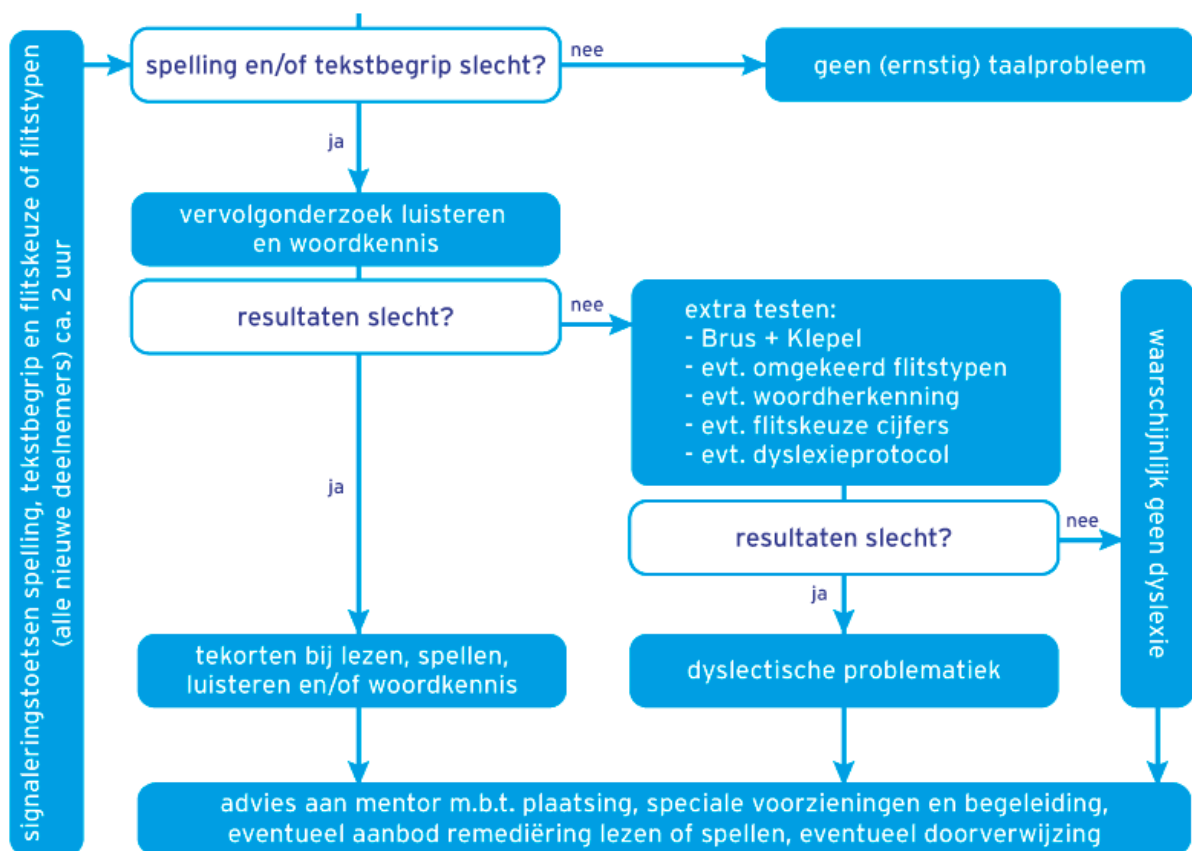 signaleringstoetsen spelling, tekstbegrip en flitskeuze of flitstypen
(alle nieuwe deelnemers) ca. 2 uur
spelling en/of tekstbegrip slecht?
nee
geen (ernstig) taalprobleem
ja
vervolgonderzoek luisteren
en woordkennis
resultaten slecht?
nee
extra testen:
- Brus + Klepel
- evt. omgekeerd flitstypen
- evt. woordherkenning
- evt. flitskeuze cijfers
- evt. dyslexieprotocol
waarschijnlijk geen dyslexie
ja
resultaten slecht?
nee
ja
tekorten bij lezen, spellen,
luisteren en/of woordkennis
dyslectische problematiek
advies aan mentor m.b.t. plaatsing, speciale voorzieningen en begeleiding,
eventueel aanbod remediëring lezen of spellen, eventueel doorverwijzing